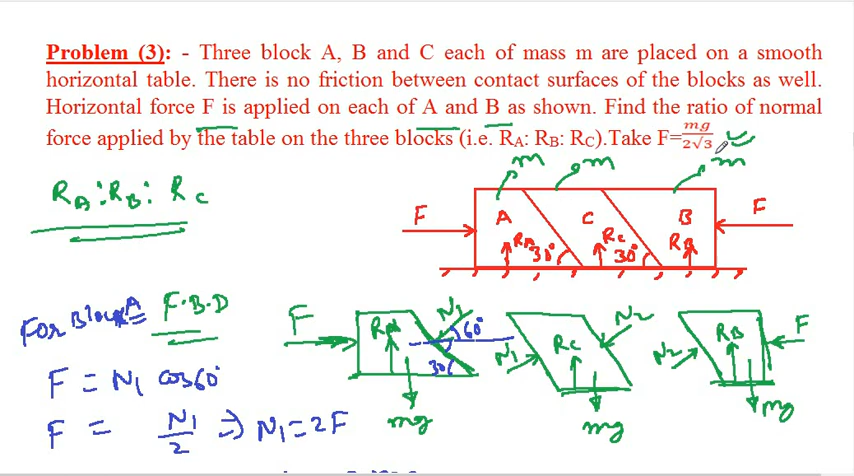 Problem (3): - Three block A, B and C each of mass m are placed on a smooth
horizontal table. There is no friction between contact surfaces of the blocks as well.
Horizontal force F is applied on each of A and B as shown. Find the ratio of normal
force applied by the table on the three blocks (i.e. RA: RB: RC).Take F=mg/2√3
m m m
RA : RB : RC
F A C B F
RA 30° RC 30° RB
For Block A F.B.D
F RA N1 60° 30° mg
N1 RC N2 mg
N2 RB F mg
F = N1 cos60°
F = N1/2 ⇒ N1 = 2F